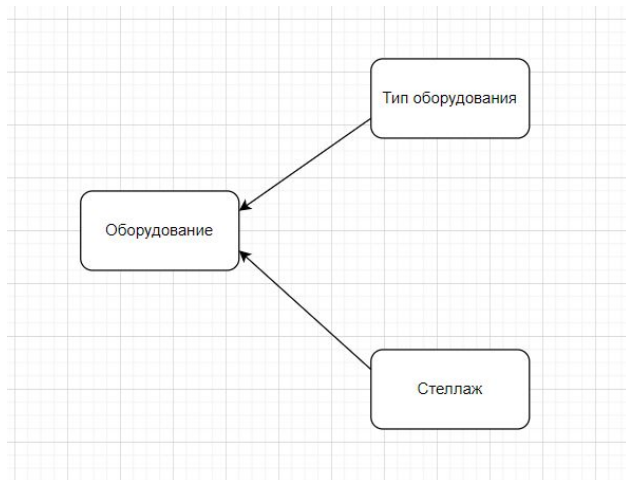 Тип оборудования
Оборудование
Стеллаж